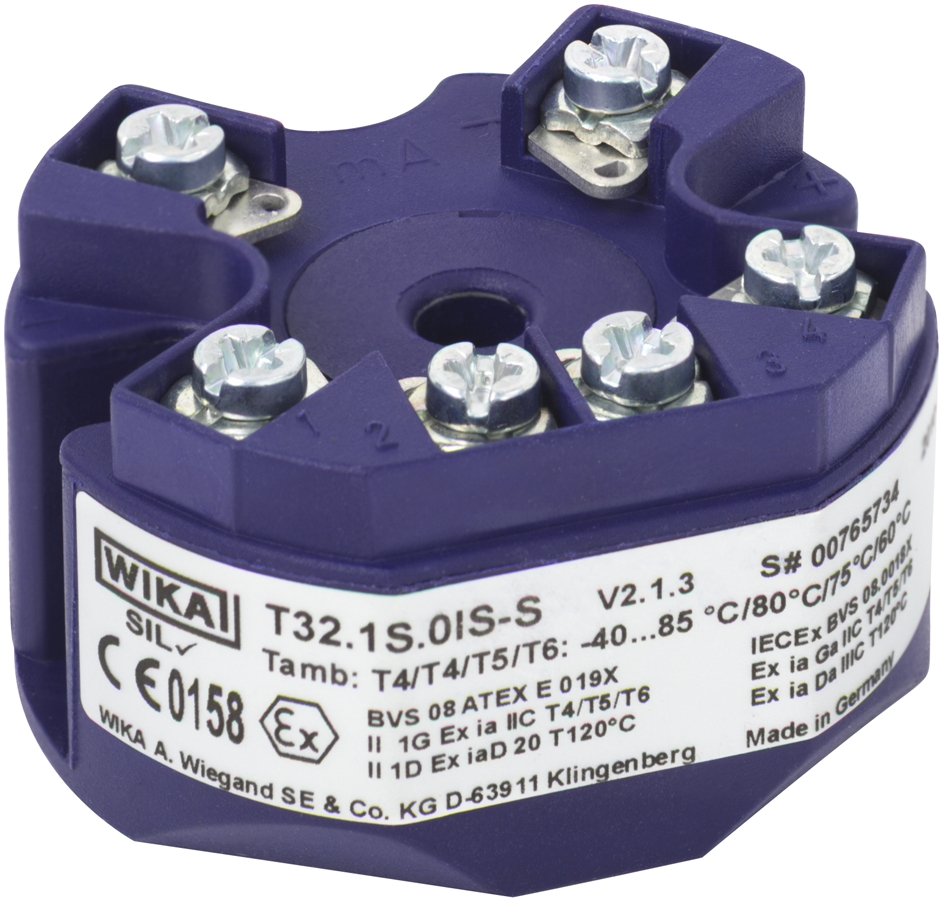 mA
1
2
3
4
WIKA
SIL
T32.1S.0IS-S V2.1.3 S# 00765734
Tamb: T4/T4/T5/T6: -40...85 °C/80°C/75°C/60°C
CE 0158
Ex
BVS 08 ATEX E 019X
II 1G Ex ia IIC T4/T5/T6
II 1D Ex iaD 20 T120°C
IECEx BVS 08.0019X
Ex ia Ga IIC T4/T5/T6
Ex ia Da IIIC T120°C
WIKA A. Wiegand SE & Co. KG D-63911 Klingenberg Made in Germany